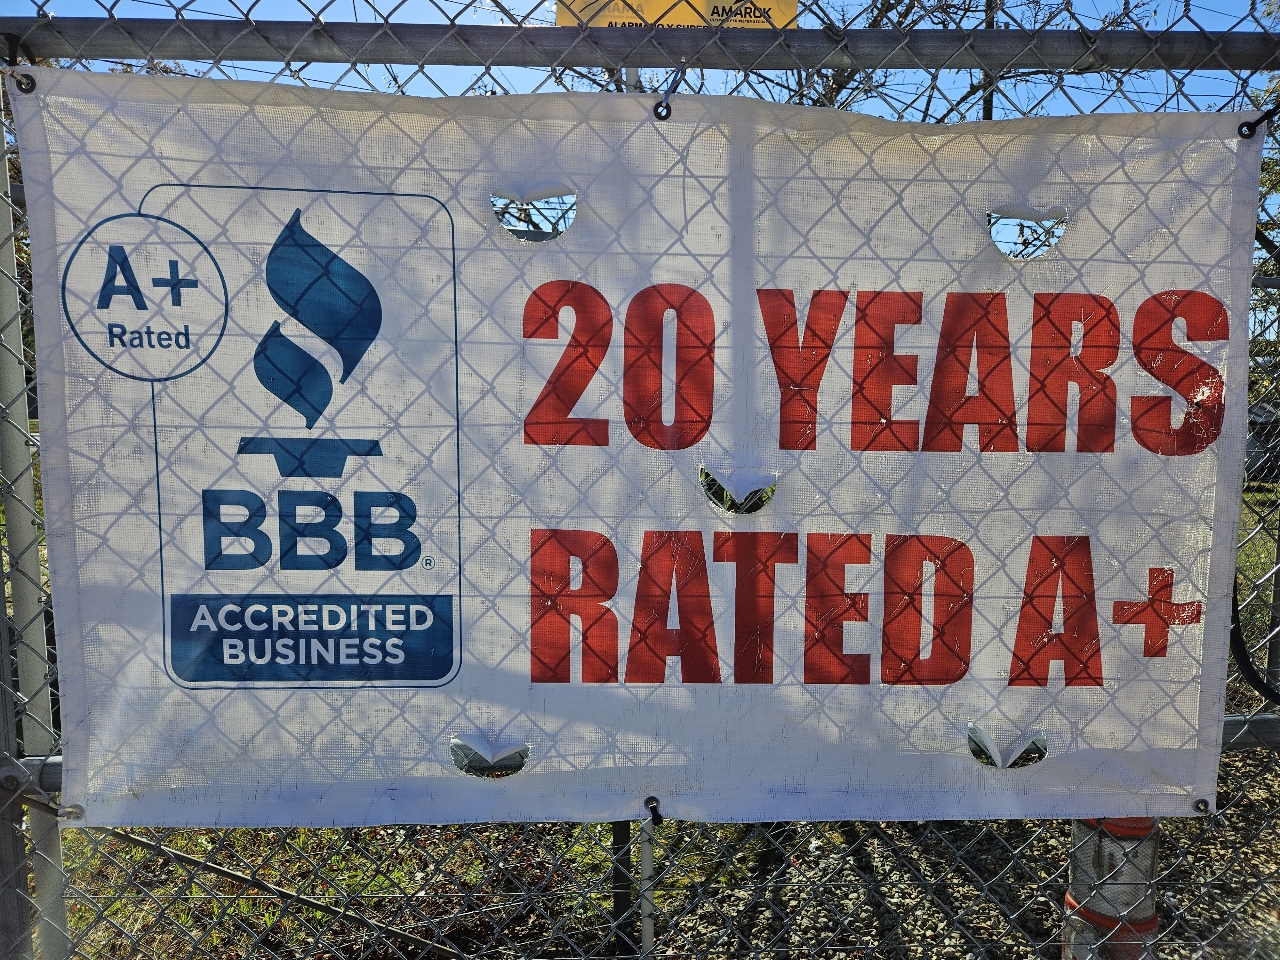 AMAROK
A+
Rated
BBB®
ACCREDITED
BUSINESS
20 YEARS
RATED A+